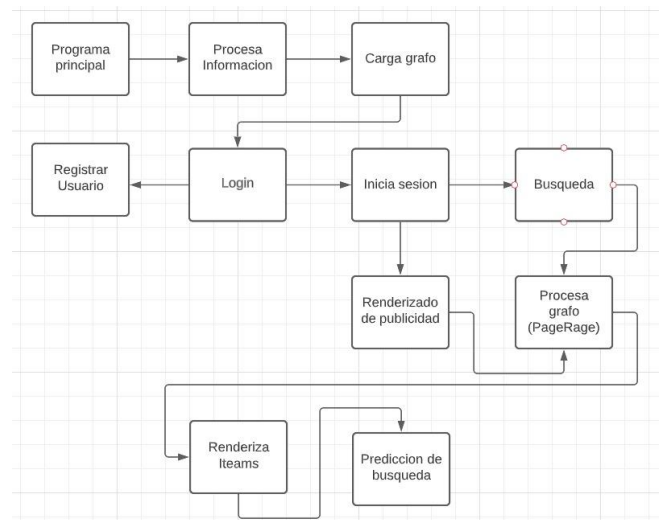 Programa
principal
Procesa
Informacion
Carga grafo
Registrar
Usuario
Login
Inicia sesion
Busqueda
Renderizado
de publicidad
Procesa
grafo
(PageRage)
Renderiza
Iteams
Prediccion de
busqueda